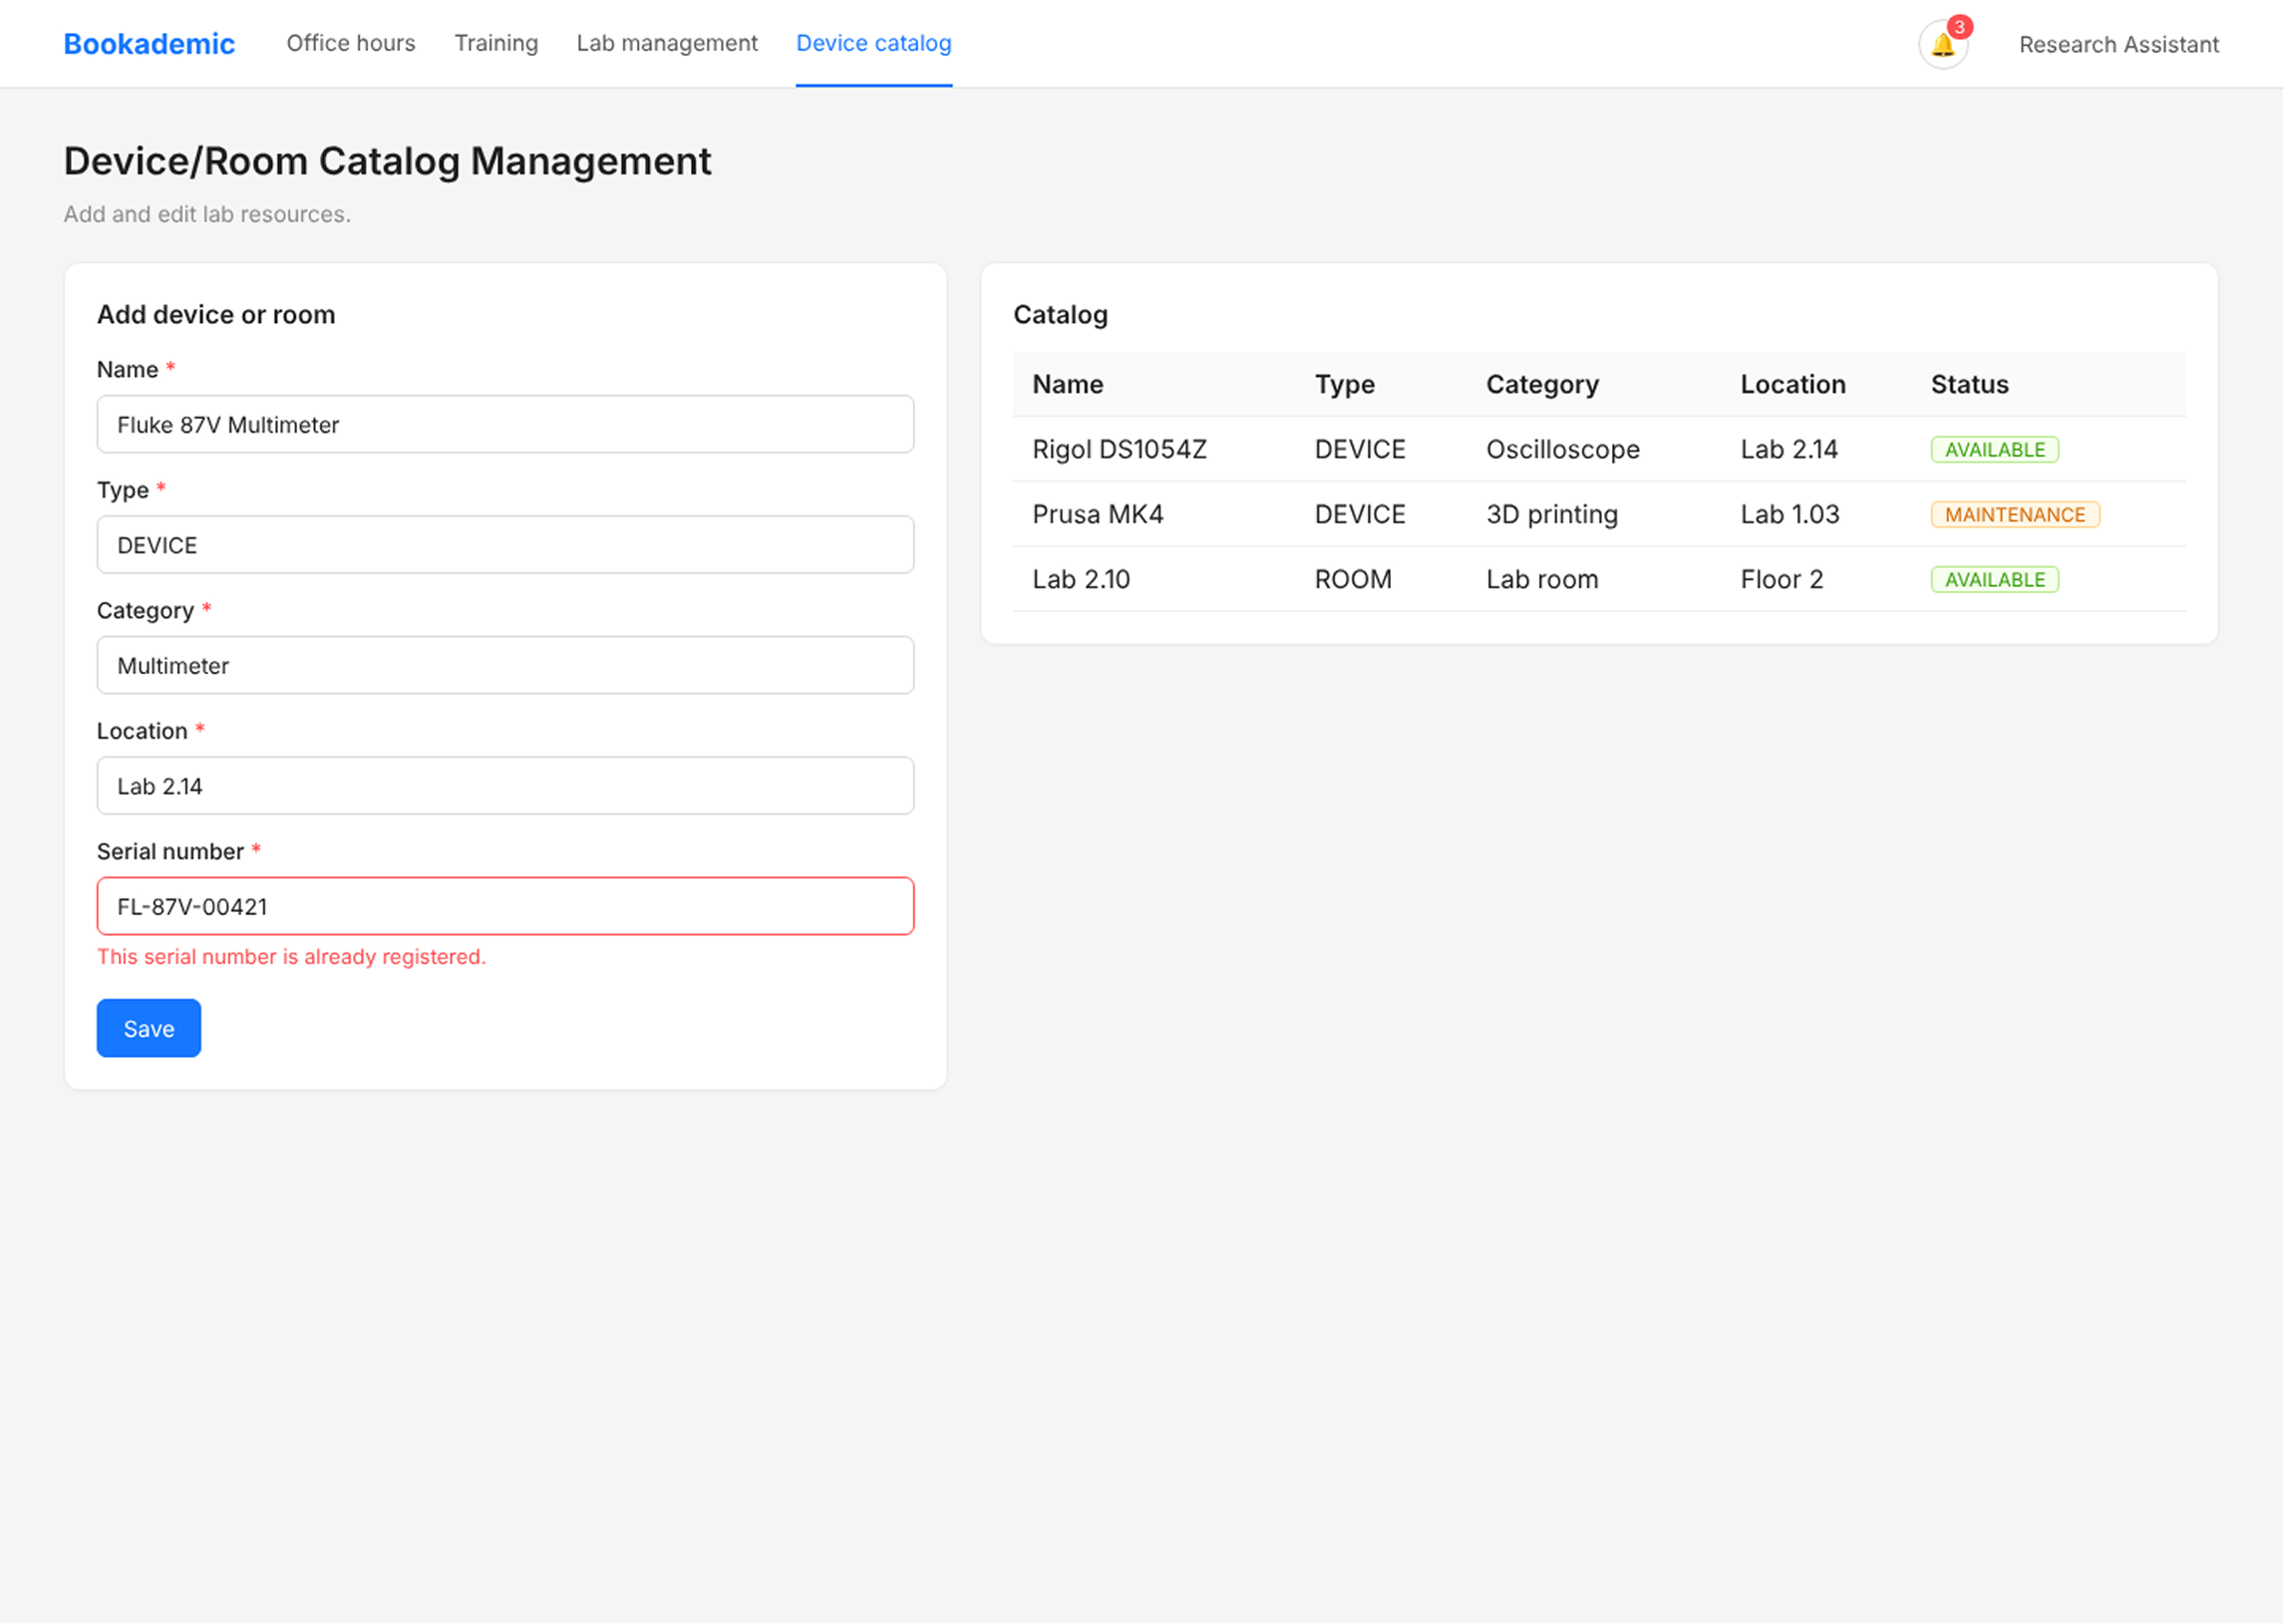 Bookademic Office hours Training Lab management Device catalog 3 Research Assistant
Device/Room Catalog Management
Add and edit lab resources.
Add device or room
Name *
Fluke 87V Multimeter
Type *
DEVICE
Category *
Multimeter
Location *
Lab 2.14
Serial number *
FL-87V-00421
This serial number is already registered.
Save
Catalog
Name Type Category Location Status
Rigol DS1054Z DEVICE Oscilloscope Lab 2.14 AVAILABLE
Prusa MK4 DEVICE 3D printing Lab 1.03 MAINTENANCE
Lab 2.10 ROOM Lab room Floor 2 AVAILABLE